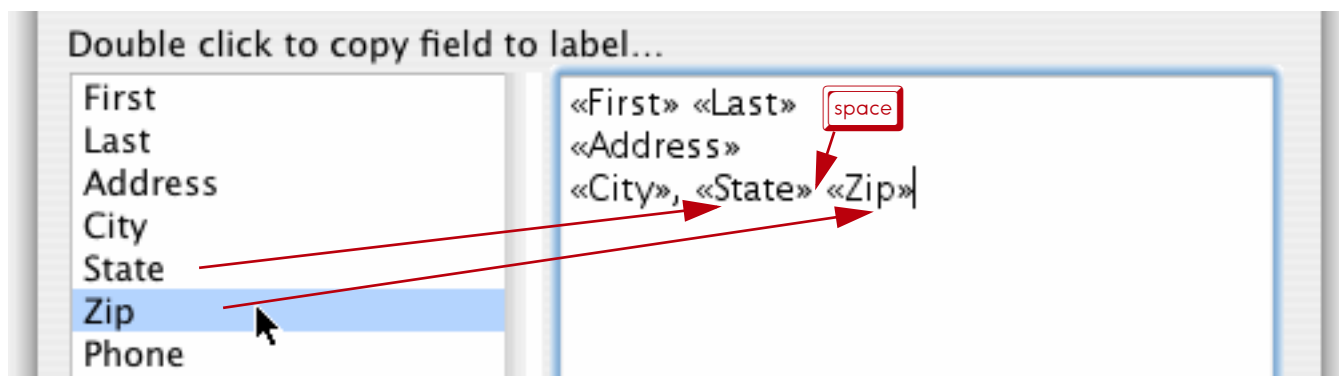 Double click to copy field to label...
First
Last
Address
City
State
Zip
Phone
«First» «Last»
space
«Address»
«City», «State» «Zip»